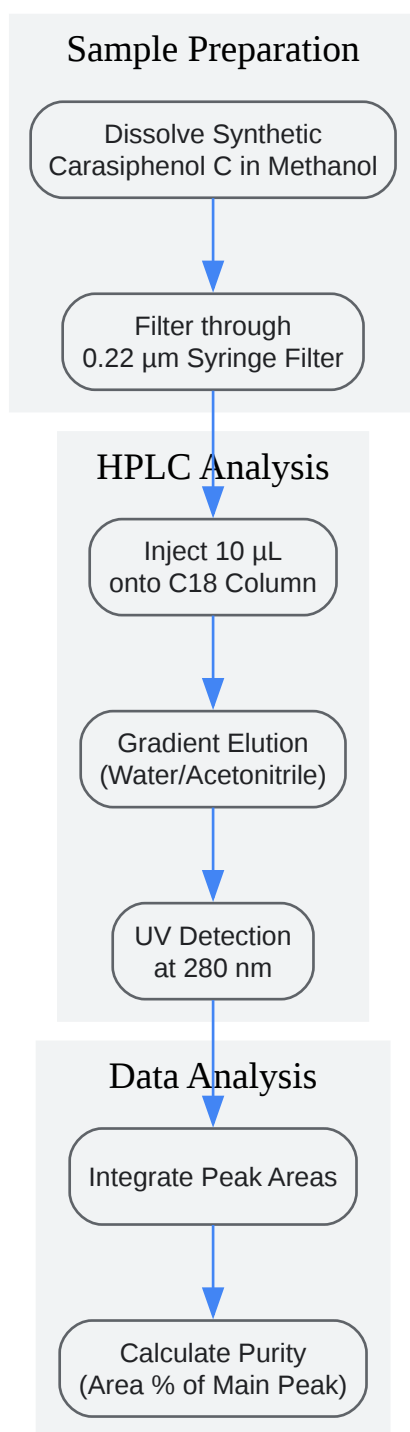 Sample Preparation
Dissolve Synthetic
Carasiphenol C in Methanol
Filter through
0.22 µm Syringe Filter
HPLC Analysis
Inject 10 µL
onto C18 Column
Gradient Elution
(Water/Acetonitrile)
UV Detection
at 280 nm
Data Analysis
Integrate Peak Areas
Calculate Purity
(Area % of Main Peak)